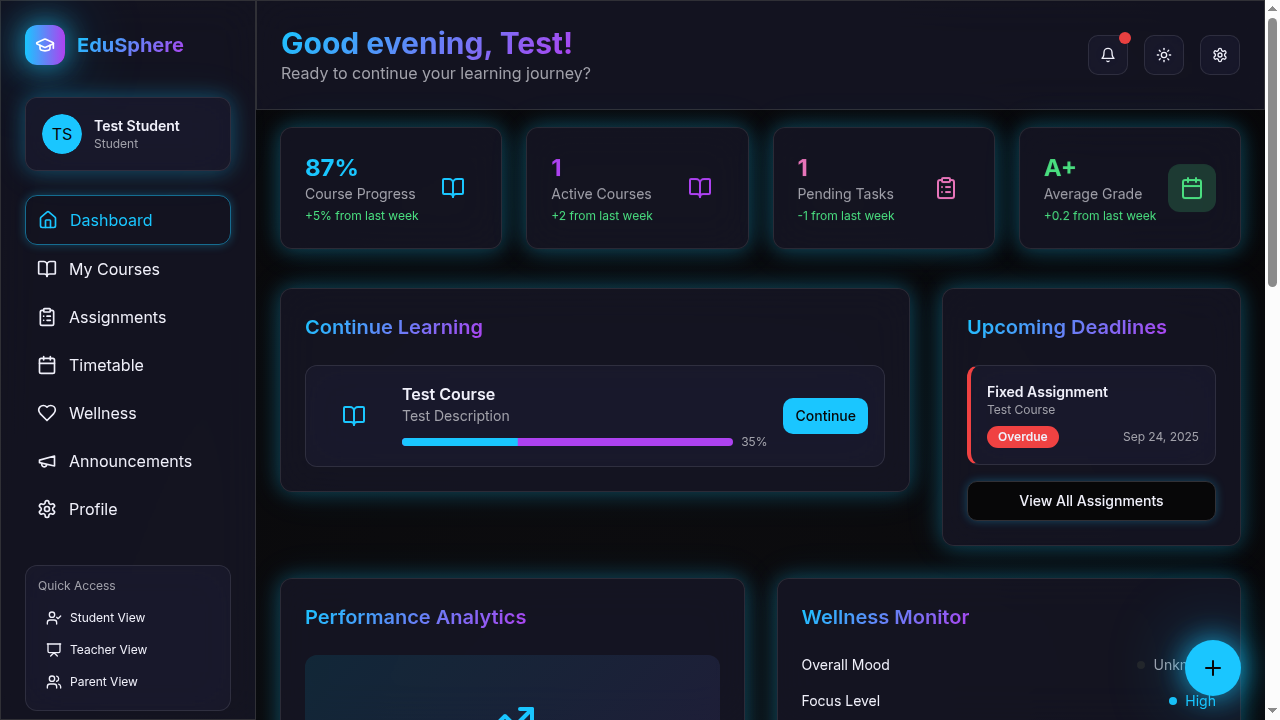 EduSphere
TS
Test Student
Student
Dashboard
My Courses
Assignments
Timetable
Wellness
Announcements
Profile
Quick Access
Student View
Teacher View
Parent View
Good evening, Test!
Ready to continue your learning journey?
87%
Course Progress
+5% from last week
1
Active Courses
+2 from last week
1
Pending Tasks
-1 from last week
A+
Average Grade
+0.2 from last week
Continue Learning
Test Course
Test Description
35%
Continue
Upcoming Deadlines
Fixed Assignment
Test Course
Overdue
Sep 24, 2025
View All Assignments
Performance Analytics
Wellness Monitor
Overall Mood
Focus Level
High